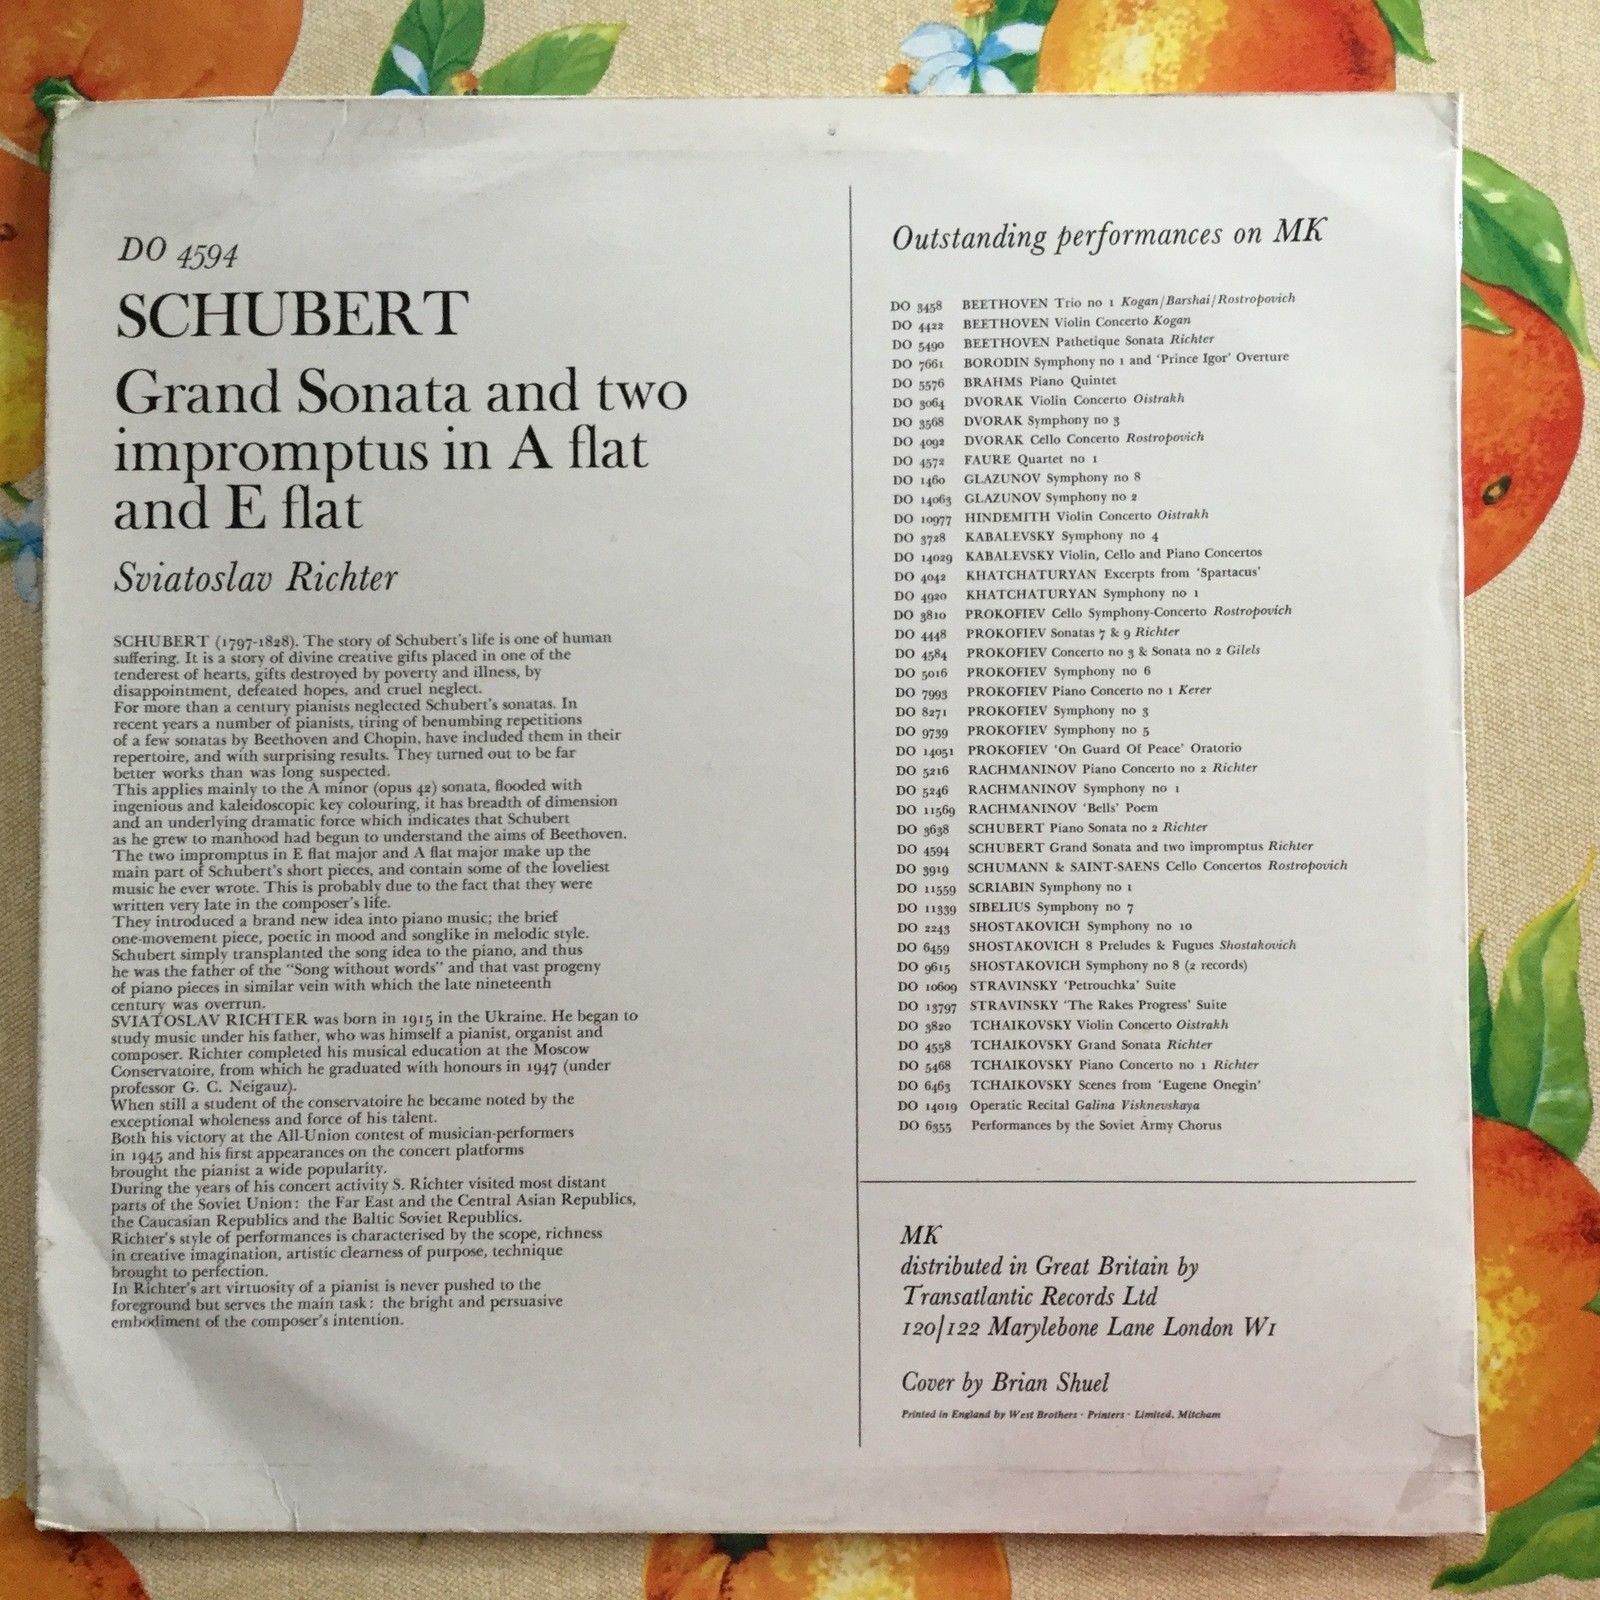 DO 4594
SCHUBERT
Grand Sonata and two
impromptus in A flat
and E flat
Sviatoslav Richter
SCHUBERT (1797-1828). The story of Schubert's life is one of human
suffering. It is a story of divine creative gifts placed in one of the
tenderest of hearts, gifts destroyed by poverty and illness, by
disappointment, defeated hopes, and cruel neglect.
For more than a century pianists neglected Schubert's sonatas. In
recent years a number of pianists, tiring of benumbing repetitions
of a few sonatas by Beethoven and Chopin, have included them in their
repertoire, and with surprising results. They turned out to be far
better works than was long suspected.
This applies mainly to the A minor (opus 42) sonata, flooded with
ingenious and kaleidoscopic key colouring, it has breadth of dimension
and an underlying dramatic force which indicates that Schubert
as he grew to manhood had begun to understand the aims of Beethoven.
The two impromptus in E flat major and A flat major make up the
main part of Schubert's short pieces, and contain some of the loveliest
music he ever wrote. This is probably due to the fact that they were
written very late in the composer's life.
They introduced a brand new idea into piano music; the brief
one-movement piece, poetic in mood and songlike in melodic style.
Schubert simply transplanted the song idea to the piano, and thus
he was the father of the "Song without words" and that vast progeny
of piano pieces in similar vein with which the late nineteenth
century was overrun.
SVIATOSLAV RICHTER was born in 1915 in the Ukraine. He began to
study music under his father, who was himself a pianist, organist and
composer. Richter completed his musical education at the Moscow
Conservatoire, from which he graduated with honours in 1947 (under
professor G. C. Neigauz).
When still a student of the conservatoire he became noted by the
exceptional wholeness and force of his talent.
Both his victory at the All-Union contest of musician-performers
in 1945 and his first appearances on the concert platforms
brought the pianist a wide popularity.
During the years of his concert activity S. Richter visited most distant
parts of the Soviet Union: the Far East and the Central Asian Republics,
the Caucasian Republics and the Baltic Soviet Republics.
Richter's style of performances is characterised by the scope, richness
in creative imagination, artistic clearness of purpose, technique
brought to perfection.
In Richter's art virtuosity of a pianist is never pushed to the
foreground but serves the main task: the bright and persuasive
embodiment of the composer's intention.
Outstanding performances on MK
DO 3458 BEETHOVEN Trio no 1 Kogan/Barshai/Rostropovich
DO 4422 BEETHOVEN Violin Concerto Kogan
DO 5490 BEETHOVEN Pathetique Sonata Richter
DO 7661 BORODIN Symphony no 1 and 'Prince Igor' Overture
DO 5576 BRAHMS Piano Quintet
DO 3064 DVORAK Violin Concerto Oistrakh
DO 3568 DVORAK Symphony no 3
DO 4092 DVORAK Cello Concerto Rostropovich
DO 4572 FAURE Quartet no 1
DO 1460 GLAZUNOV Symphony no 8
DO 14063 GLAZUNOV Symphony no 2
DO 10977 HINDEMITH Violin Concerto Oistrakh
DO 3728 KABALEVSKY Symphony no 4
DO 14029 KABALEVSKY Violin, Cello and Piano Concertos
DO 4042 KHATCHATURYAN Excerpts from 'Spartacus'
DO 4920 KHATCHATURYAN Symphony no 1
DO 3810 PROKOFIEV Cello Symphony-Concerto Rostropovich
DO 4448 PROKOFIEV Sonatas 7 & 9 Richter
DO 4584 PROKOFIEV Concerto no 3 & Sonata no 2 Gilels
DO 5016 PROKOFIEV Symphony no 6
DO 7993 PROKOFIEV Piano Concerto no 1 Kerer
DO 8271 PROKOFIEV Symphony no 3
DO 9739 PROKOFIEV Symphony no 5
DO 14051 PROKOFIEV 'On Guard Of Peace' Oratorio
DO 5216 RACHMANINOV Piano Concerto no 2 Richter
DO 5246 RACHMANINOV Symphony no 1
DO 11569 RACHMANINOV 'Bells' Poem
DO 3638 SCHUBERT Piano Sonata no 2 Richter
DO 4594 SCHUBERT Grand Sonata and two impromptus Richter
DO 3919 SCHUMANN & SAINT-SAENS Cello Concertos Rostropovich
DO 11559 SCRIABIN Symphony no 1
DO 11339 SIBELIUS Symphony no 7
DO 2243 SHOSTAKOVICH Symphony no 10
DO 6459 SHOSTAKOVICH 8 Preludes & Fugues Shostakovich
DO 9615 SHOSTAKOVICH Symphony no 8 (2 records)
DO 10609 STRAVINSKY 'Petrouchka' Suite
DO 13797 STRAVINSKY 'The Rakes Progress' Suite
DO 3820 TCHAIKOVSKY Violin Concerto Oistrakh
DO 4558 TCHAIKOVSKY Grand Sonata Richter
DO 5468 TCHAIKOVSKY Piano Concerto no 1 Richter
DO 6463 TCHAIKOVSKY Scenes from 'Eugene Onegin'
DO 14019 Operatic Recital Galina Visknevskaya
DO 6355 Performances by the Soviet Army Chorus
MK
distributed in Great Britain by
Transatlantic Records Ltd
120/122 Marylebone Lane London W1
Cover by Brian Shuel
Printed in England by West Brothers · Printers · Limited, Mitcham